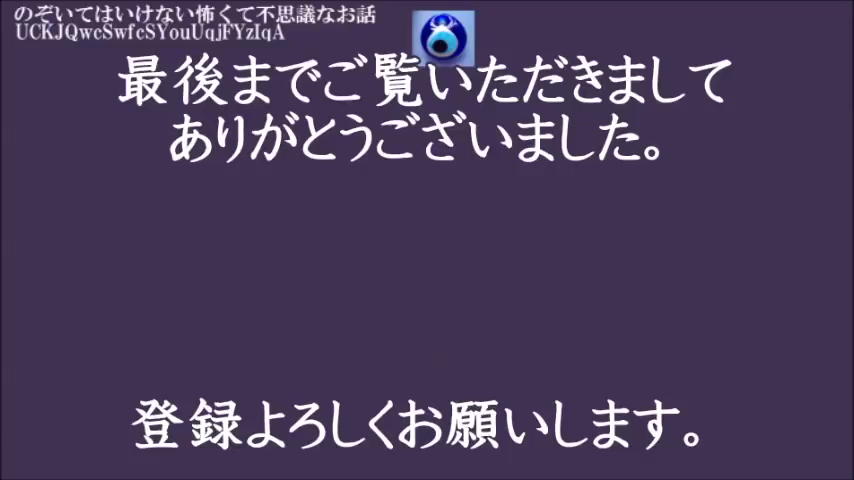 のぞいてはいけない怖くて不思議なお話
UCKJQwcSwfcSYouUqjFYzIqA
最後までご覧いただきまして
ありがとうございました。
登録よろしくお願いします。